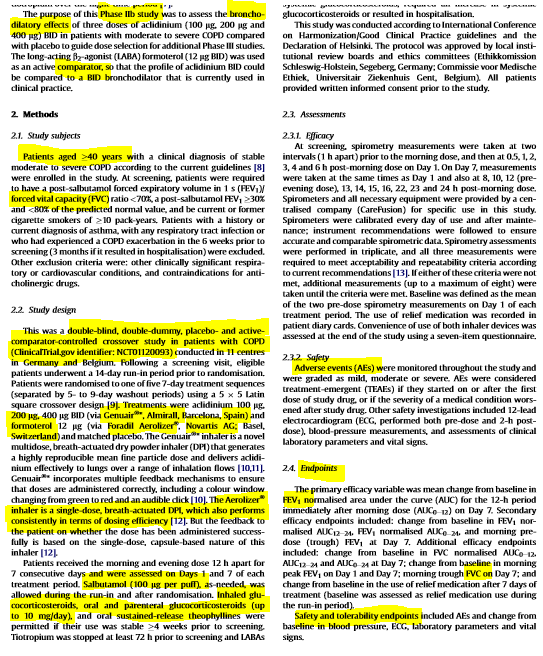 The purpose of this Phase IIb study was to assess the broncho-
dilatory effects of three doses of aclidinium (100 μg, 200 μg and
400 μg) BID in patients with moderate to severe COPD compared
with placebo to guide dose selection for additional Phase III studies.
The long-acting β₂-agonist (LABA) formoterol (12 μg BID) was used
as an active comparator, so that the profile of aclidinium BID could
be compared to a BID bronchodilator that is currently used in
clinical practice.
2. Methods
2.1. Study subjects
Patients aged ≥40 years with a clinical diagnosis of stable
moderate to severe COPD according to the current guidelines [8]
were enrolled in the study. At screening, patients were required
to have a post-salbutamol forced expiratory volume in 1 s (FEV₁)/
forced vital capacity (FVC) ratio <70%, a post-salbutamol FEV₁ ≥30%
and <80% of the predicted normal value, and be current or former
cigarette smokers of ≥10 pack-years. Patients with a history or
current diagnosis of asthma, with any respiratory tract infection or
who had experienced a COPD exacerbation in the 6 weeks prior to
screening (3 months if it resulted in hospitalisation) were excluded.
Other exclusion criteria were: other clinically significant respira-
tory or cardiovascular conditions, and contraindications for anti-
cholinergic drugs.
2.2. Study design
This was a double-blind, double-dummy, placebo- and active-
comparator-controlled crossover study in patients with COPD
(ClinicalTrial.gov identifier: NCT01120093) conducted in 11 centres
in Germany and Belgium. Following a screening visit, eligible
patients underwent a 14-day run-in period prior to randomisation.
Patients were randomised to one of five 7-day treatment sequences
(separated by 5- to 9-day washout periods) using a 5 × 5 Latin
square crossover design [9]. Treatments were aclidinium 100 μg,
200 μg, 400 μg BID (via Genuair®*, Almirall, Barcelona, Spain) and
formoterol 12 μg (via Foradil Aerolizer®, Novartis AG; Basel,
Switzerland) and matched placebo. The Genuair®* inhaler is a novel
multidose, breath-actuated dry powder inhaler (DPI) that generates
a highly reproducible mean fine particle dose and delivers acldi-
nium effectively to lungs over a range of inhalation flows [10,11].
Genuair®* incorporates multiple feedback mechanisms to ensure
that doses are administered correctly, including a colour window
changing from green to red and an audible click [10]. The Aerolizer®
inhaler is a single-dose, breath-actuated DPI, which also performs
consistently in terms of dosing efficiency [12]. But the feedback to
the patient on whether the dose has been administered success-
fully is based on the single-dose, capsule-based nature of this
inhaler [12].
Patients received the morning and evening dose 12 h apart for
7 consecutive days and were assessed on Days 1 and 7 of each
treatment period. Salbutamol (100 μg per puff), as-needed, was
allowed during the run-in and after randomisation. Inhaled glu-
cocorticosteroids, oral and parenteral glucocorticosteroids (up
to 10 mg/day), and oral sustained-release theophyllines were
permitted if their use was stable ≥4 weeks prior to screening.
Tiotropium was stopped at least 72 h prior to screening and LABAs
glucocorticosteroids or resulted in hospitalisation.
This study was conducted according to International Conference
on Harmonization/Good Clinical Practice guidelines and the
Declaration of Helsinki. The protocol was approved by local insti-
tutional review boards and ethics committees (Ethikkomission
Schleswig-Holstein, Segeberg, Germany; Commissie voor Medische
Ethiek, Universitair Ziekenhuis Gent, Belgium). All patients
provided written informed consent prior to the study.
2.3. Assessments
2.3.1. Efficacy
At screening, spirometry measurements were taken at two
intervals (1 h apart) prior to the morning dose, and then at 0.5, 1, 2,
3, 4 and 6 h post-morning dose on Day 1. On Day 7, measurements
were taken at the same times as Day 1 and also at 8, 10, 12 (pre-
evening dose), 13, 14, 15, 16, 22, 23 and 24 h post-morning dose.
Spirometers and all necessary equipment were provided by a cen-
tralised company (CareFusion) for specific use in this study.
Spirometers were calibrated every day of use and after mainte-
nance; instrument recommendations were followed to ensure
accurate and comparable spirometric data. Spirometry assessments
were performed in triplicate, and all three measurements were
required to meet acceptability and repeatability criteria according
to current recommendations [13]. If either of these criteria were not
met, additional measures (up to a maximum of eight) were
taken until the criteria were met. Baseline was defined as the mean
of the two pre-dose spirometry measurements on Day 1 of each
treatment period. The use of relief medication was recorded in
patient diary cards. Convenience of use of both inhaler devices was
assessed at the end of the study using a seven-item questionnaire.
2.3.2. Safety
Adverse events (AEs) were monitored throughout the study and
were graded as mild, moderate or severe. AEs were considered
treatment-emergent (TEAEs) if they started on or after the first
dose of study drug, or if the severity of a medical condition wors-
ened after study drug. Other safety investigations included 12-lead
electrocardiogram (ECG, performed both pre-dose and 2-h post-
dose), blood-pressure measurements, and assessments of clinical
laboratory parameters and vital signs.
2.4. Endpoints
The primary efficacy variable was mean change from baseline in
FEV₁ normalised area under the curve (AUC) for the 12-h period
immediately after morning dose (AUC₀₋₁₂) on Day 7. Secondary
efficacy endpoints included: change from baseline in FEV₁ nor-
malised AUC₁₂₋₂₄, FEV₁ normalised AUC₀₋₂₄, and morning pre-
dose (trough) FEV₁ at Day 7. Additional efficacy endpoints
included: change from baseline in FVC normalised AUC₀₋₁₂,
AUC₁₂₋₂₄ and AUC₀₋₂₄ at Day 7; change from baseline in morning
peak FEV₁ on Day 1 and Day 7; morning trough FVC on Day 7; and
change from baseline in the use of relief medication after 7 days of
treatment (baseline was assessed as relief medication use during
the run-in period).
Safety and tolerability endpoints included AEs and change from
baseline in blood pressure, ECG, laboratory parameters and vital
signs.